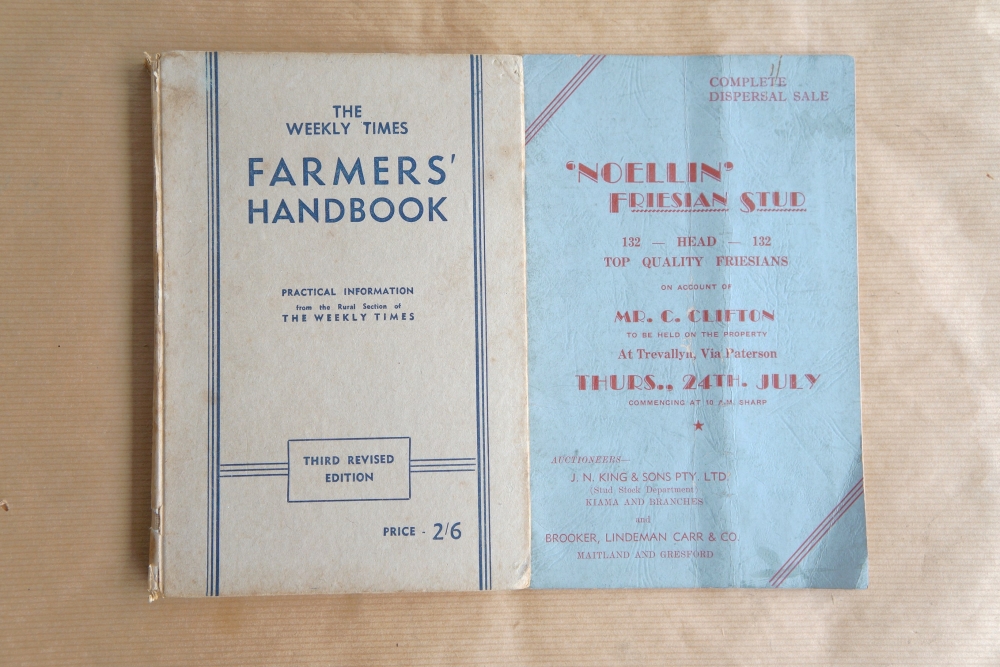 THE
WEEKLY TIMES
FARMERS'
HANDBOOK
PRACTICAL INFORMATION
from the Rural Section of
THE WEEKLY TIMES
THIRD REVISED
EDITION
PRICE - 2/6
COMPLETE
DISPERSAL SALE
'NOELLIN'
FRIESIAN STUD
132 — HEAD — 132
TOP QUALITY FRIESIANS
ON ACCOUNT OF
MR. C. CLIFTON
TO BE HELD ON THE PROPERTY
At Trevallyn, Via Paterson
THURS., 24TH. JULY
COMMENCING AT 10 A.M. SHARP
AUCTIONEERS—
J. N. KING & SONS PTY. LTD.
(Stud Stock Department)
KIAMA AND BRANCHES
and
BROOKER, LINDEMAN CARR & CO.
MAITLAND AND GRESFORD